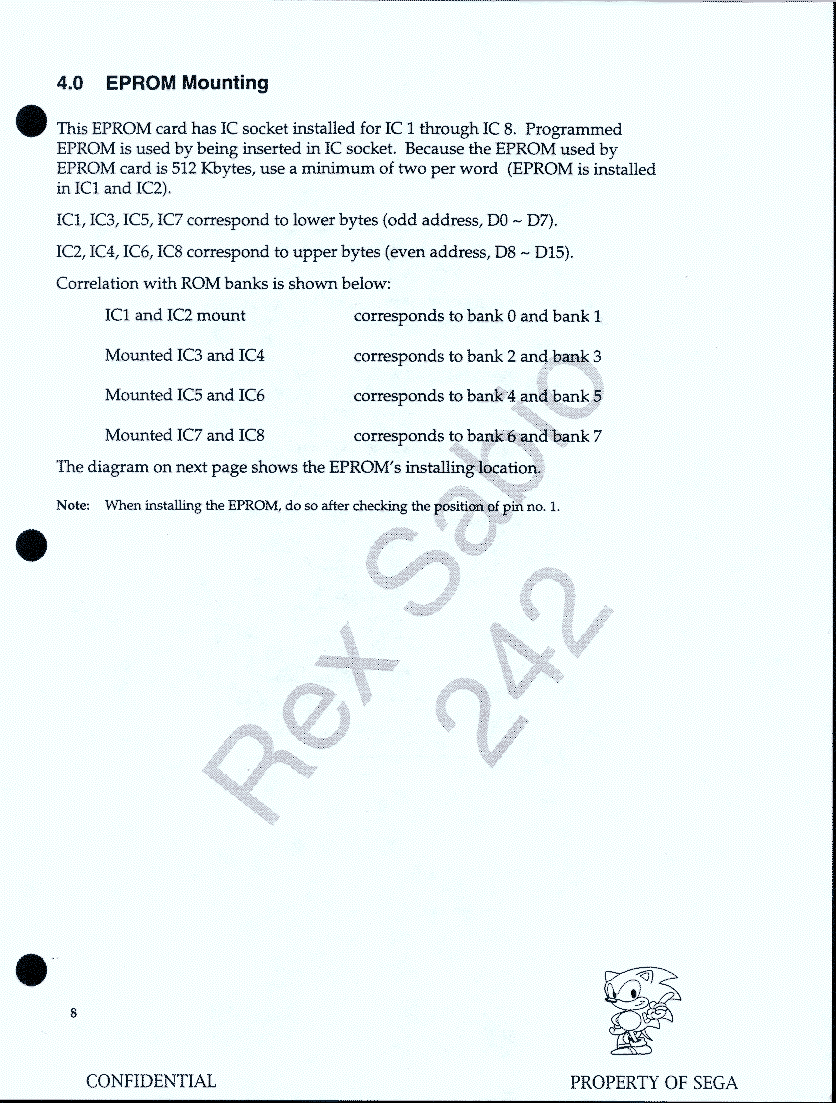 4.0 EPROM Mounting
This EPROM card has IC socket installed for IC 1 through IC 8. Programmed
EPROM is used by being inserted in IC socket. Because the EPROM used by
EPROM card is 512 Kbytes, use a minimum of two per word (EPROM is installed
in IC1 and IC2).
IC1, IC3, IC5, IC7 correspond to lower bytes (odd address, D0 ~ D7).
IC2, IC4, IC6, IC8 correspond to upper bytes (even address, D8 ~ D15).
Correlation with ROM banks is shown below:
IC1 and IC2 mount corresponds to bank 0 and bank 1
Mounted IC3 and IC4 corresponds to bank 2 and bank 3
Mounted IC5 and IC6 corresponds to bank 4 and bank 5
Mounted IC7 and IC8 corresponds to bank 6 and bank 7
The diagram on next page shows the EPROM's installing location.
Note: When installing the EPROM, do so after checking the position of pin no. 1.
Rex Sabio
242
8
CONFIDENTIAL PROPERTY OF SEGA